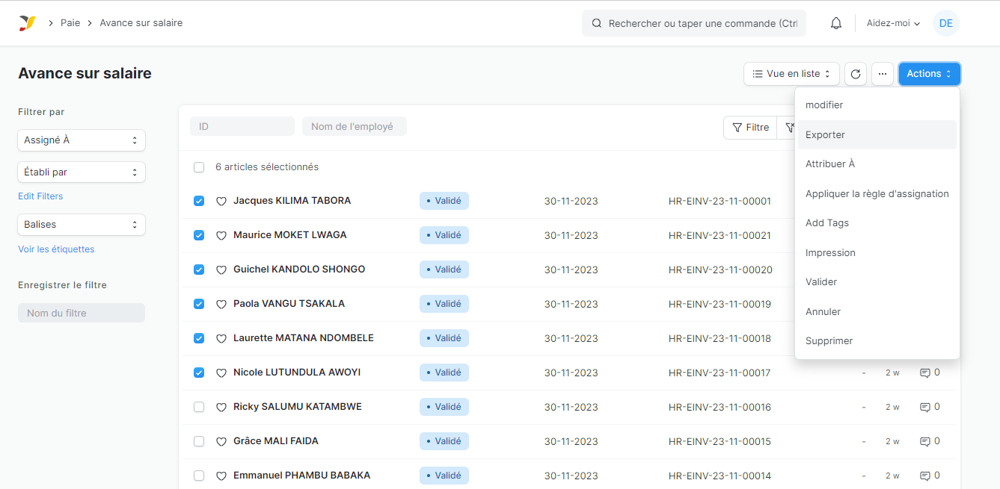 Paie Avance sur salaire
Rechercher ou taper une commande (Ctrl
Aidez-moi
DE
Avance sur salaire
Vue en liste
...
Actions
Filtrer par
Assigné À
Établi par
Edit Filters
Balises
Voir les étiquettes
Enregistrer le filtre
Nom du filtre
ID
Nom de l'employé
Filtre
6 articles sélectionnés
Jacques KILIMA TABORA • Validé 30-11-2023 HR-EINV-23-11-00001
Maurice MOKET LWAGA • Validé 30-11-2023 HR-EINV-23-11-00021
Guichel KANDOLO SHONGO • Validé 30-11-2023 HR-EINV-23-11-00020
Paola VANGU TSAKALA • Validé 30-11-2023 HR-EINV-23-11-00019
Laurette MATANA NDOMBELE • Validé 30-11-2023 HR-EINV-23-11-00018
Nicole LUTUNDULA AWOYI • Validé 30-11-2023 HR-EINV-23-11-00017 - 2 w 0
Ricky SALUMU KATAMBWE • Validé 30-11-2023 HR-EINV-23-11-00016 - 2 w 0
Grâce MALI FAIDA • Validé 30-11-2023 HR-EINV-23-11-00015 - 2 w 0
Emmanuel PHAMBU BABAKA • Validé 30-11-2023 HR-EINV-23-11-00014 - 2 w 0
modifier
Exporter
Attribuer À
Appliquer la règle d'assignation
Add Tags
Impression
Valider
Annuler
Supprimer